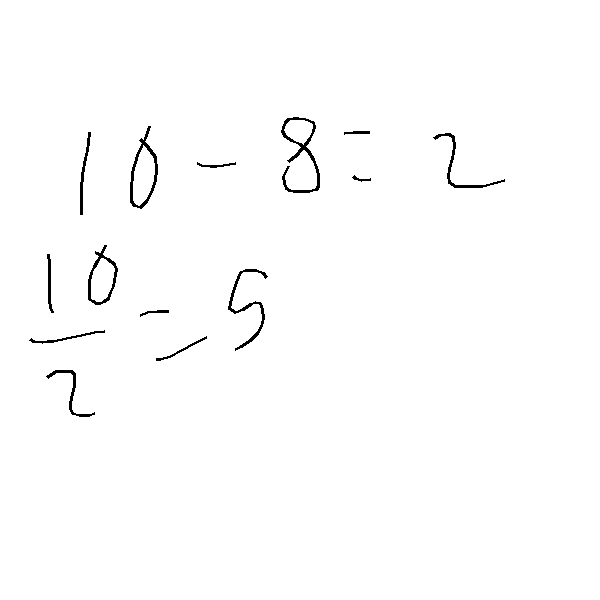 10 - 8 = 2
10/2 = 5